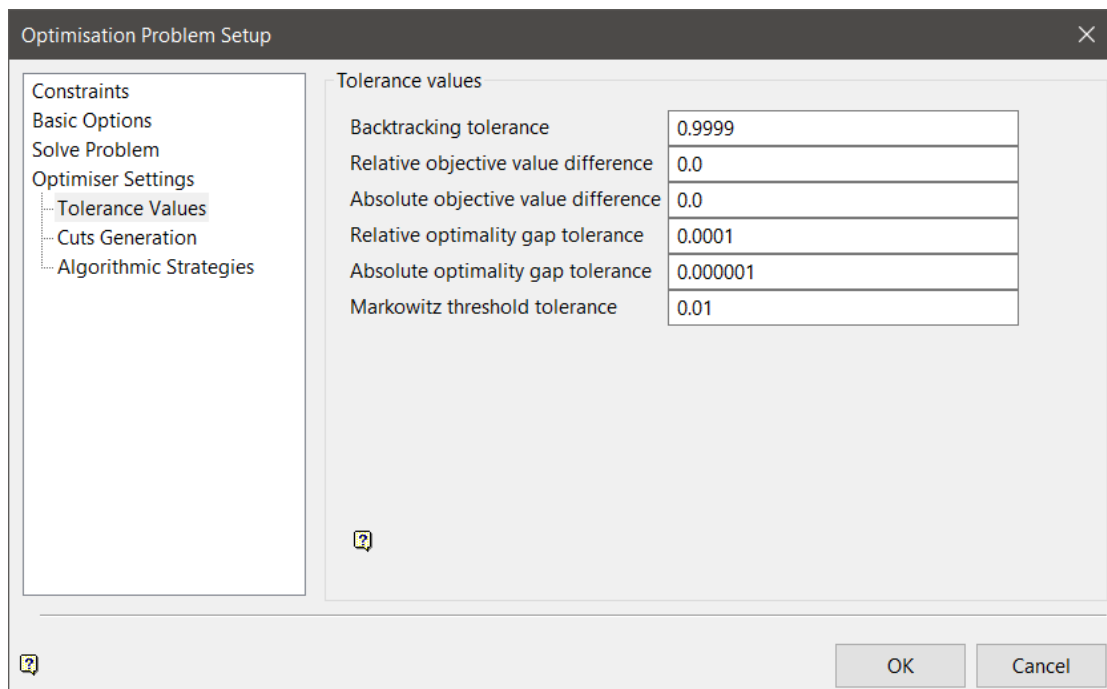 Optimisation Problem Setup
Constraints
Basic Options
Solve Problem
Optimiser Settings
Tolerance Values
Cuts Generation
Algorithmic Strategies
Tolerance values
Backtracking tolerance 0.9999
Relative objective value difference 0.0
Absolute objective value difference 0.0
Relative optimality gap tolerance 0.0001
Absolute optimality gap tolerance 0.000001
Markowitz threshold tolerance 0.01
?
?
OK Cancel